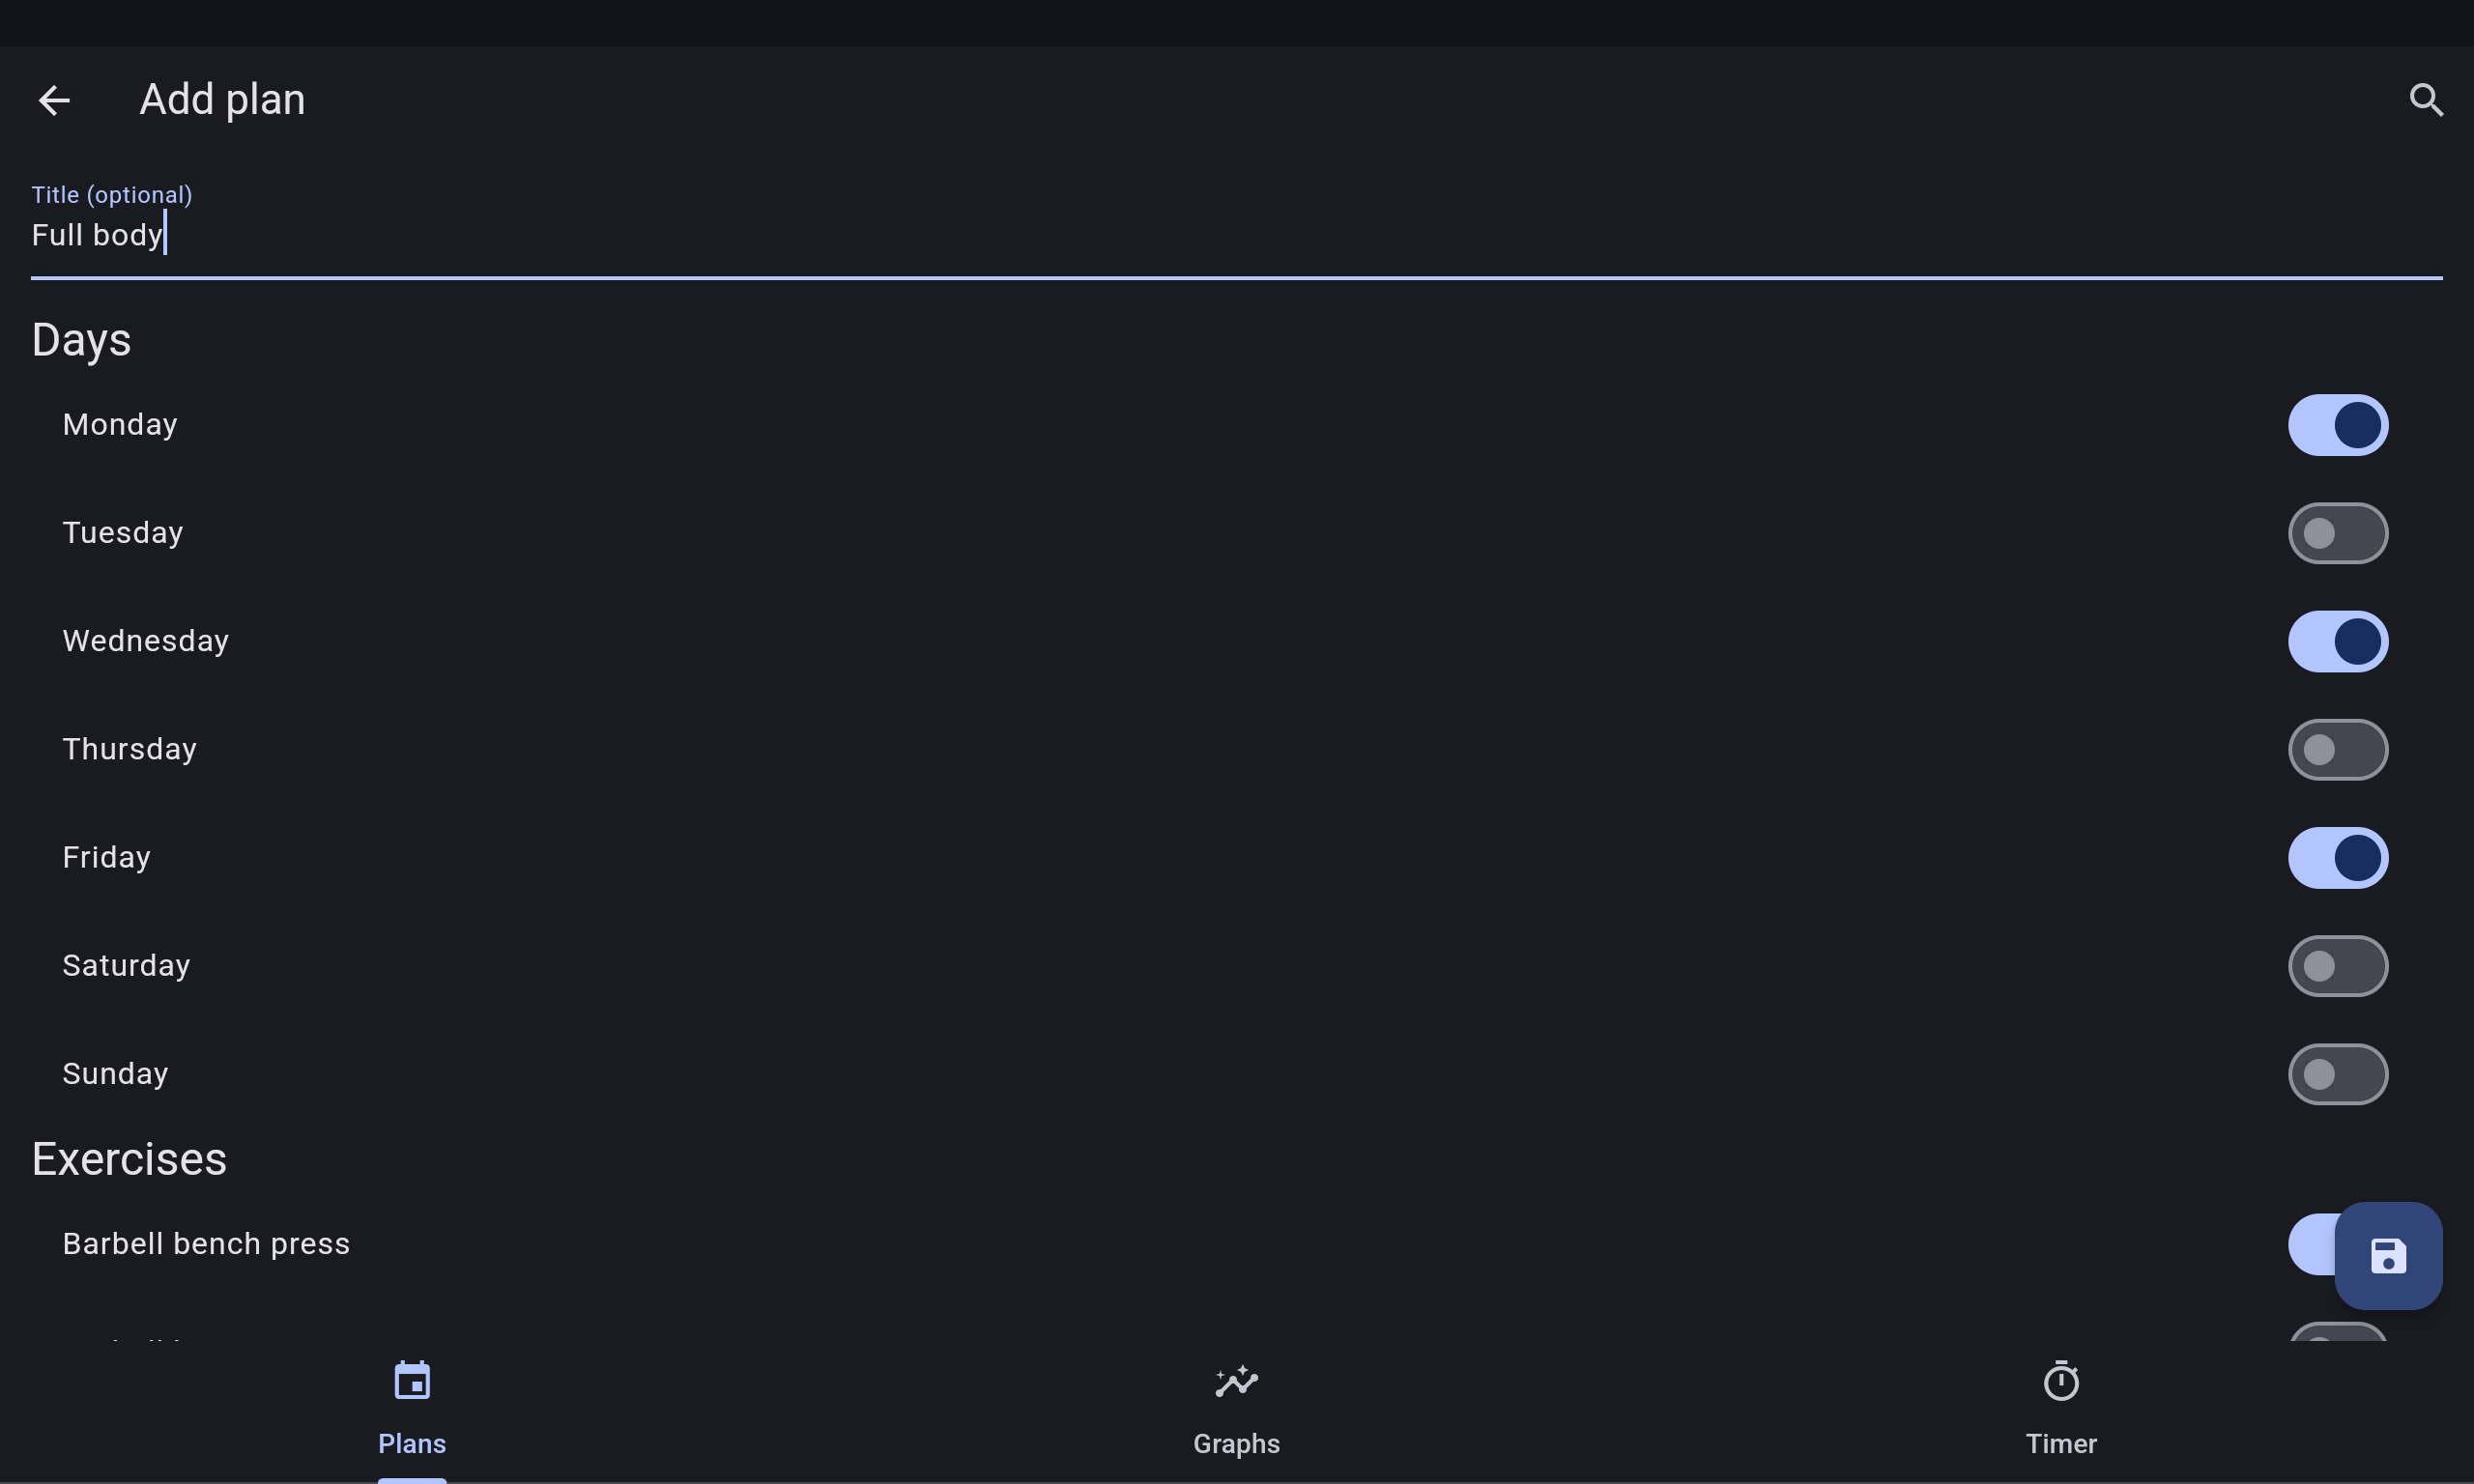 Add plan
Title (optional)
Full body
Days
Monday
Tuesday
Wednesday
Thursday
Friday
Saturday
Sunday
Exercises
Barbell bench press
Plans
Graphs
Timer